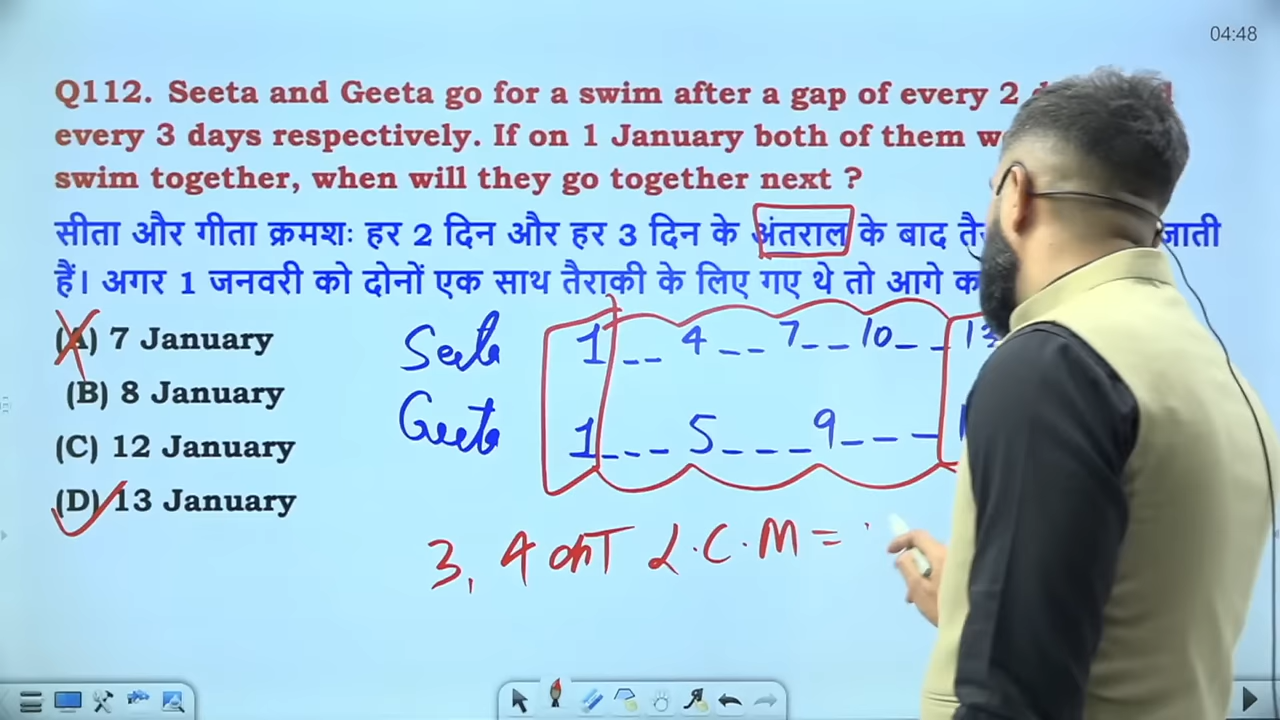 04:48
Q112. Seeta and Geeta go for a swim after a gap of every 2
every 3 days respectively. If on 1 January both of them
swim together, when will they go together next ?
सीता और गीता क्रमशः हर 2 दिन और हर 3 दिन के अंतराल के बाद जाती
हैं। अगर 1 जनवरी को दोनों एक साथ तैराकी के लिए गए थे तो आगे
(A) 7 January
(B) 8 January
(C) 12 January
(D) 13 January
Seeta 1 _ _ 4 _ _ 7 _ _ 10 _ _ 13
Geeta 1 _ _ _ 5 _ _ _ 9 _ _ _
3, 4 का L.C.M =